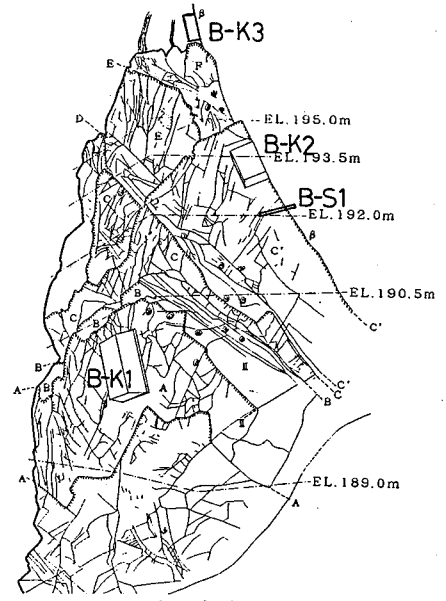 β
B-K3
E
F
EL.195.0m
D
E
B-K2
EL.193.5m
B-S1
C
EL.192.0m
C'
β
C
EL.190.5m
B
C
B
C'
B
A
B
B-K1
A
II
C'
C
B
A
II
EL.189.0m
A